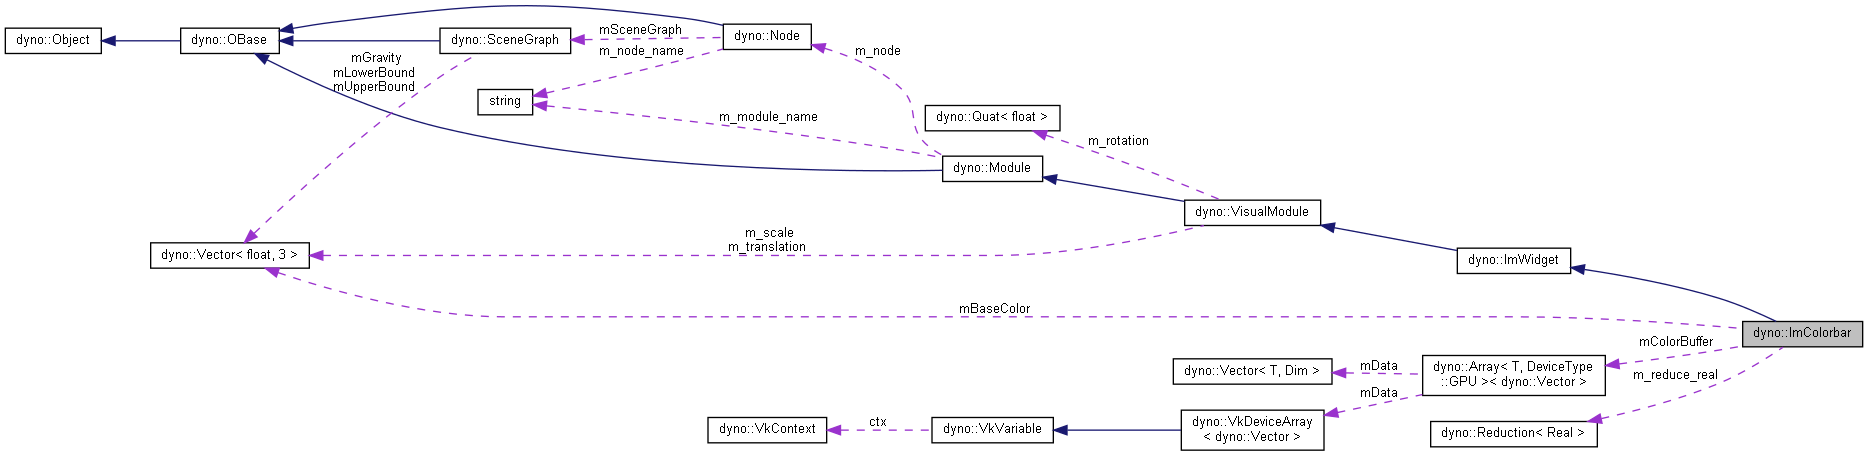 dyno::Object
dyno::OBase
dyno::SceneGraph
mSceneGraph
dyno::Node
m_node_name
m_node
mGravity
mLowerBound
mUpperBound
string
m_module_name
dyno::Quat< float >
m_rotation
dyno::Module
dyno::VisualModule
m_scale
m_translation
dyno::Vector< float, 3 >
dyno::ImWidget
mBaseColor
dyno::ImColorbar
mColorBuffer
dyno::Vector< T, Dim >
mData
dyno::Array< T, DeviceType
::GPU >< dyno::Vector >
m_reduce_real
mData
dyno::VkContext
ctx
dyno::VkVariable
dyno::VkDeviceArray
< dyno::Vector >
dyno::Reduction< Real >